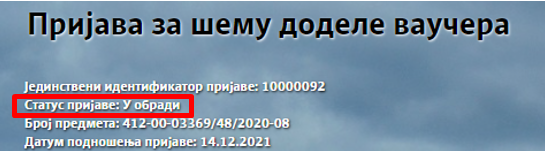 Пријава за шему доделе ваучера
Јединствени идентификатор пријаве: 10000092
Статус пријаве: У обради
Број предмета: 412-00-03369/48/2020-08
Датум подношења пријаве: 14.12.2021